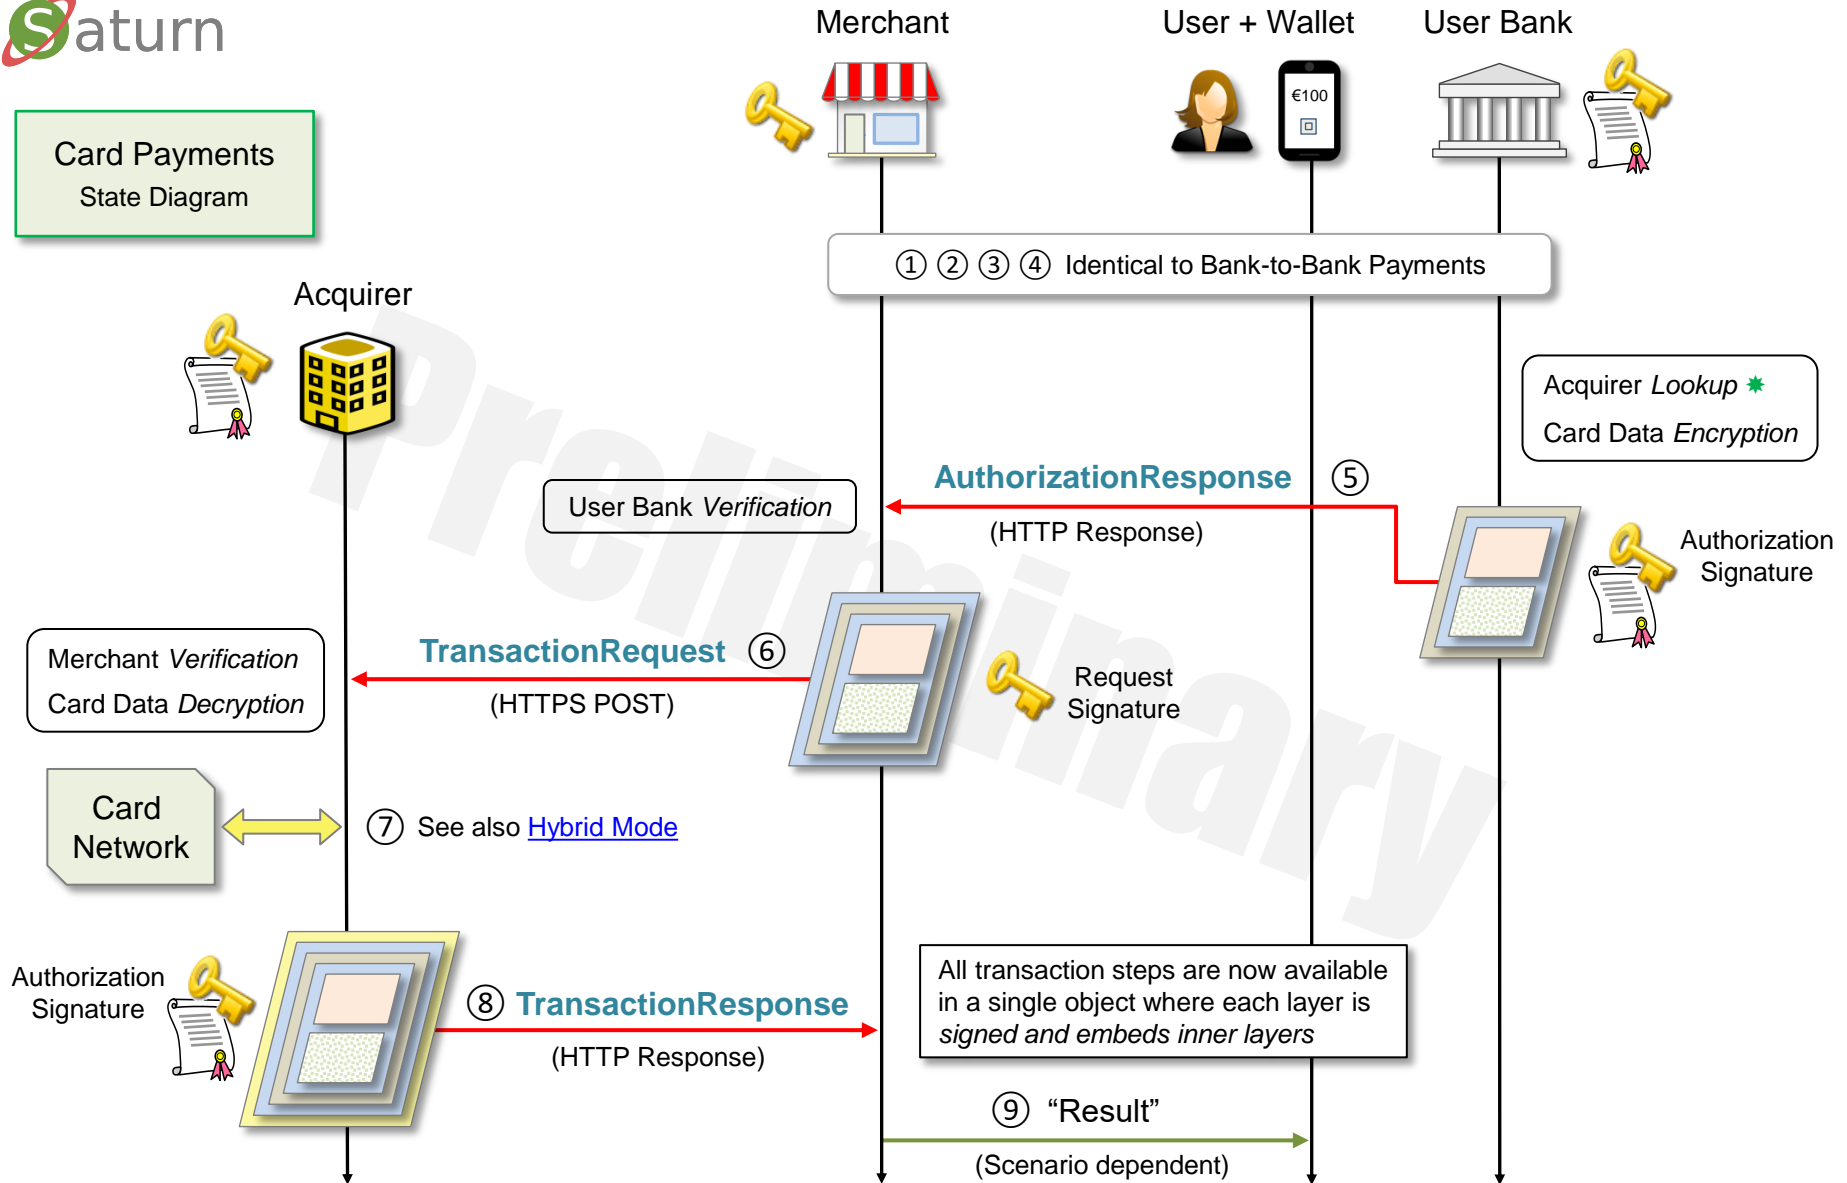 Saturn
Merchant
User + Wallet
User Bank
€100
Card Payments
State Diagram
① ② ③ ④ Identical to Bank-to-Bank Payments
Acquirer
Acquirer Lookup ✷
Card Data Encryption
AuthorizationResponse ⑤
(HTTP Response)
User Bank Verification
Authorization
Signature
TransactionRequest ⑥
(HTTPS POST)
Merchant Verification
Card Data Decryption
Request
Signature
Card
Network
⑦ See also Hybrid Mode
Authorization
Signature
⑧ TransactionResponse
(HTTP Response)
All transaction steps are now available
in a single object where each layer is
signed and embeds inner layers
⑨ “Result”
(Scenario dependent)
Preliminary